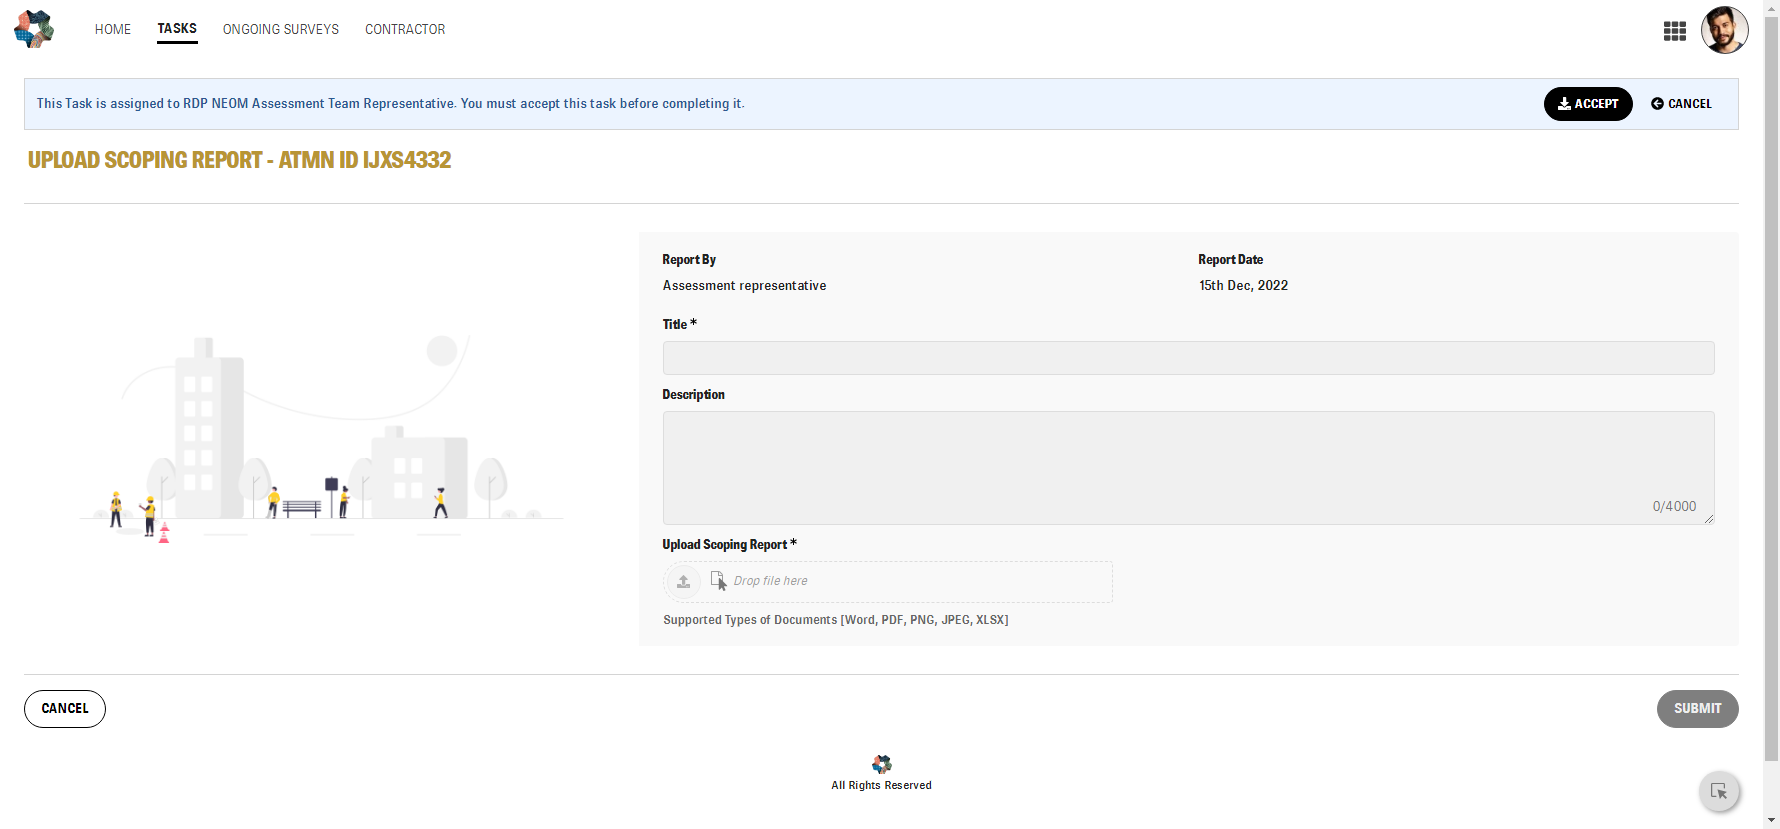 HOME TASKS ONGOING SURVEYS CONTRACTOR
This Task is assigned to RDP NEOM Assessment Team Representative. You must accept this task before completing it. ACCEPT CANCEL
UPLOAD SCOPING REPORT - ATMN ID IJXS4332
Report By Report Date
Assessment representative 15th Dec, 2022
Title *
Description
0/4000
Upload Scoping Report *
Drop file here
Supported Types of Documents [Word, PDF, PNG, JPEG, XLSX]
CANCEL SUBMIT
All Rights Reserved